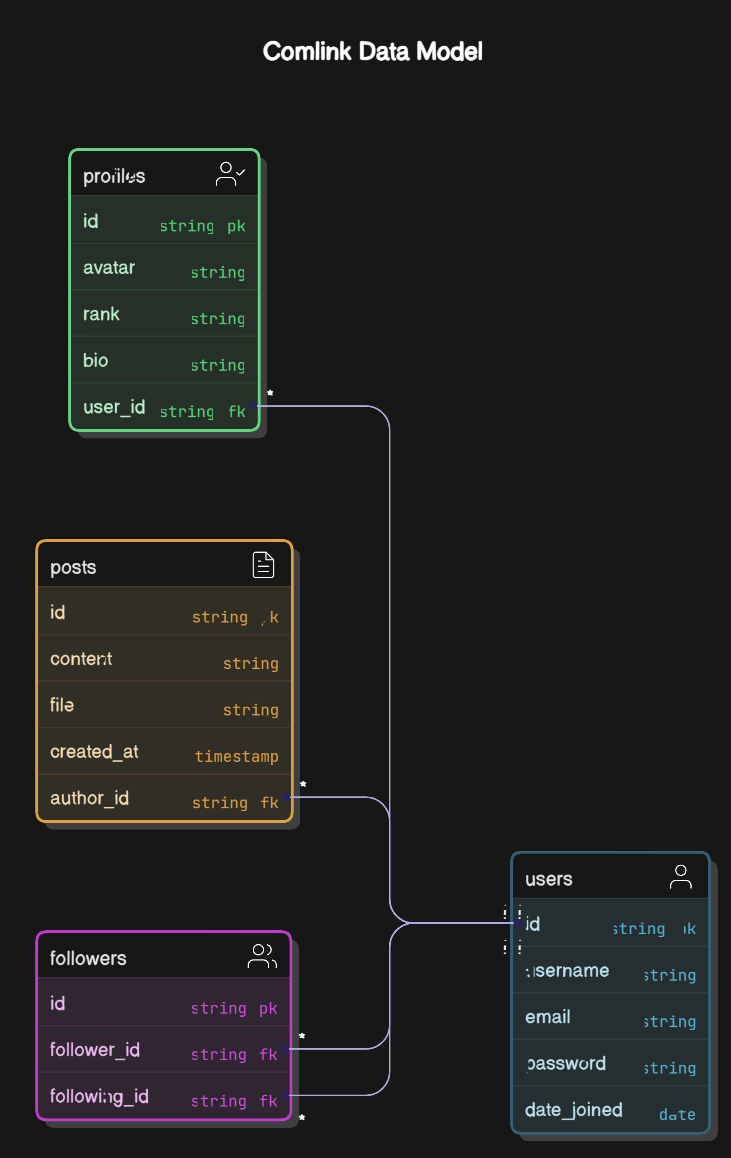 Comlink Data Model
profiles
id string pk
avatar string
rank string
bio string
user_id string fk
*
posts
id string pk
content string
file string
created_at timestamp
author_id string fk
*
users
id string pk
username string
email string
password string
date_joined date
followers
id string pk
follower_id string fk
*
following_id string fk
*